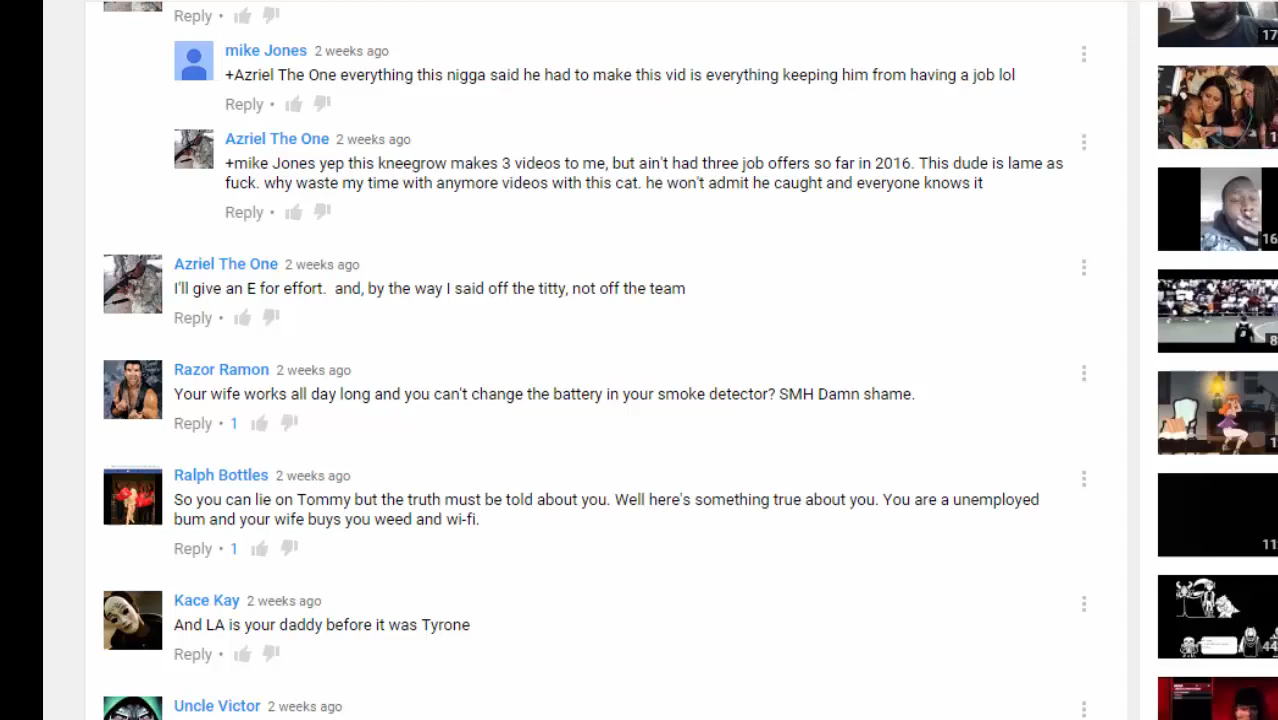 Reply •
mike Jones 2 weeks ago
+Azriel The One everything this nigga said he had to make this vid is everything keeping him from having a job lol
Reply •
Azriel The One 2 weeks ago
+mike Jones yep this kneegrow makes 3 videos to me, but ain't had three job offers so far in 2016. This dude is lame as
fuck. why waste my time with anymore videos with this cat. he won't admit he caught and everyone knows it
Reply •
Azriel The One 2 weeks ago
I'll give an E for effort.  and, by the way I said off the titty, not off the team
Reply •
Razor Ramon 2 weeks ago
Your wife works all day long and you can't change the battery in your smoke detector? SMH Damn shame.
Reply • 1
Ralph Bottles 2 weeks ago
So you can lie on Tommy but the truth must be told about you. Well here's something true about you. You are a unemployed
bum and your wife buys you weed and wi-fi.
Reply • 1
Kace Kay 2 weeks ago
And LA is your daddy before it was Tyrone
Reply •
Uncle Victor 2 weeks ago
17
1
16
8
1
11
44